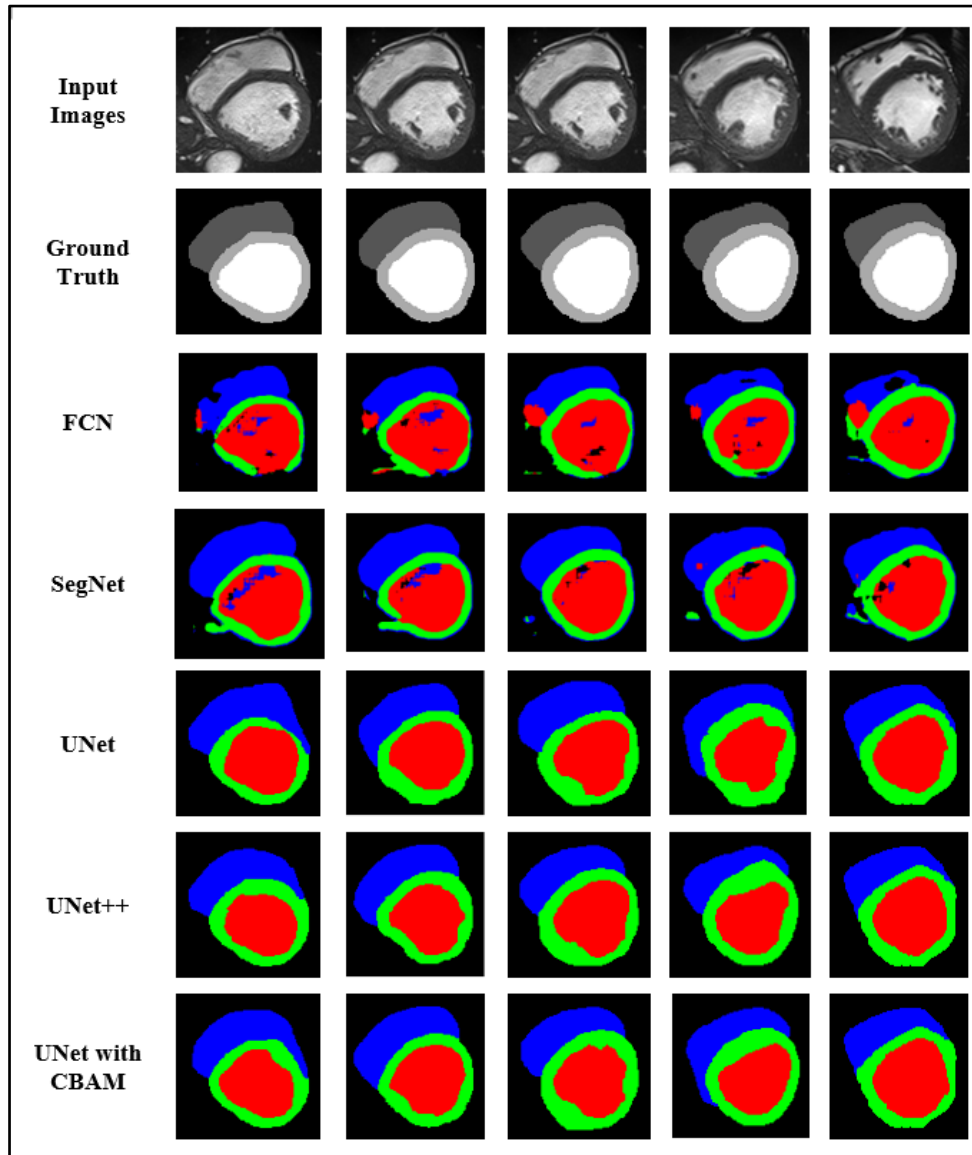 Input
Images
Ground
Truth
FCN
SegNet
UNet
UNet++
UNet with
CBAM